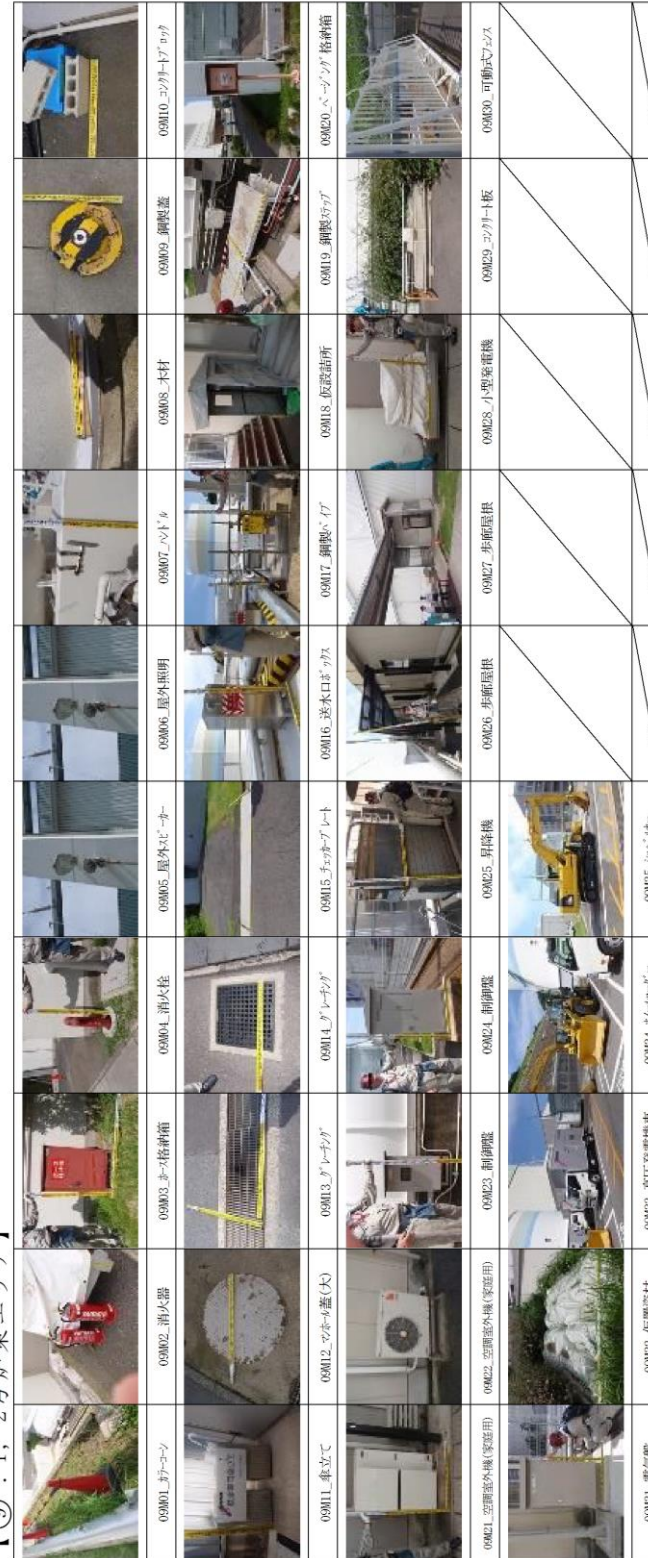 【⑨：1，2号炉東エリア】
09M01_カラーコーン
09M02_消火器
09M03_ホース格納箱
09M04_消火栓
09M05_屋外スピーカー
09M06_屋外照明
09M07_ハンドル
09M08_木材
09M09_鋼製蓋
09M10_コンクリートブロック
09M11_傘立て
09M12_マンホール蓋(大)
09M13_グレーチング
09M14_グレーチング
09M15_チェッカープレート
09M16_送水口ボックス
09M17_鋼製パイプ
09M18_仮設詰所
09M19_鋼製ステップ
09M20_ページング格納箱
09M21_空調室外機(家庭用)
09M22_空調室外機(家庭用)
09M23_制御盤
09M24_制御盤
09M25_昇降機
09M26_歩廊屋根
09M27_歩廊屋根
09M28_小型発電機
09M29_コンクリート板
09M30_可動式フェンス